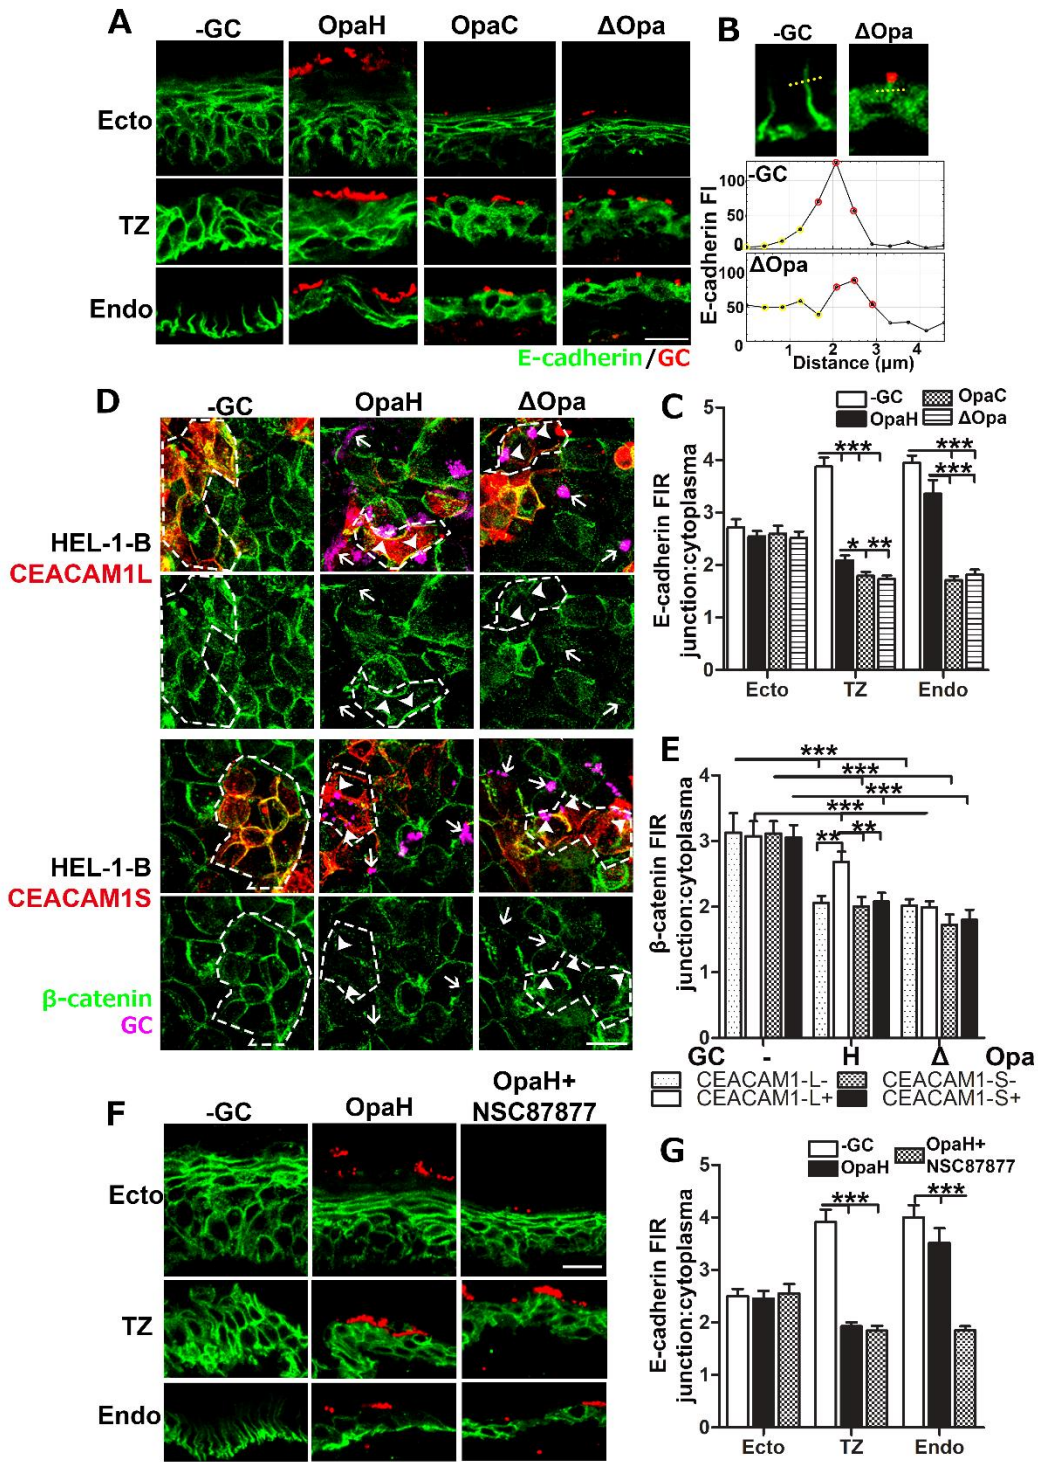 A
-GC OpaH OpaC ΔOpa
Ecto
TZ
Endo
E-cadherin/GC
B
-GC ΔOpa
-GC
100
50
0
ΔOpa
100
50
0
E-cadherin FI
1 2 3 4
Distance (μm)
C
-GC OpaC
OpaH ΔOpa
5
4
3
2
1
0
E-cadherin FIR
junction:cytoplasma
*** ***
***
* **
Ecto TZ Endo
D
-GC OpaH ΔOpa
HEL-1-B
CEACAM1L
HEL-1-B
CEACAM1S
β-catenin
GC
E
4
3
2
1
0
β-catenin FIR
junction:cytoplasma
***
***
***
***
** **
GC - H Δ Opa
CEACAM1-L- CEACAM1-S-
CEACAM1-L+ CEACAM1-S+
F
-GC OpaH OpaH+
NSC87877
Ecto
TZ
Endo
G
-GC OpaH+
OpaH NSC87877
5
4
3
2
1
0
E-cadherin FIR
junction:cytoplasma
*** ***
Ecto TZ Endo